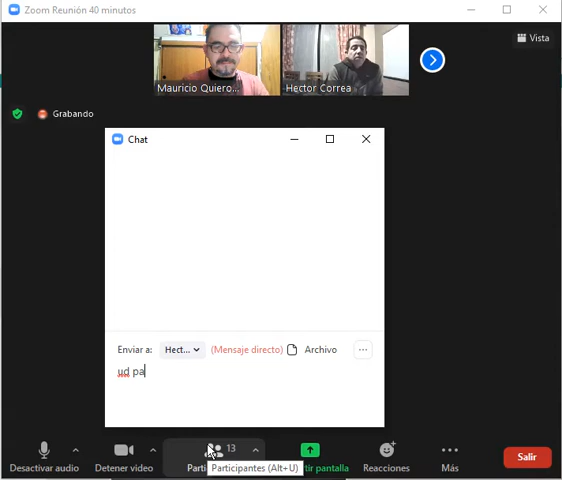 Zoom Reunión 40 minutos
Vista
Mauricio Quiero...
Hector Correa
Grabando
Chat
Enviar a: Hect... (Mensaje directo) Archivo ...
ud pa
13
Desactivar audio Detener video Parti Participantes (Alt+U) rtir pantalla Reacciones Más Salir